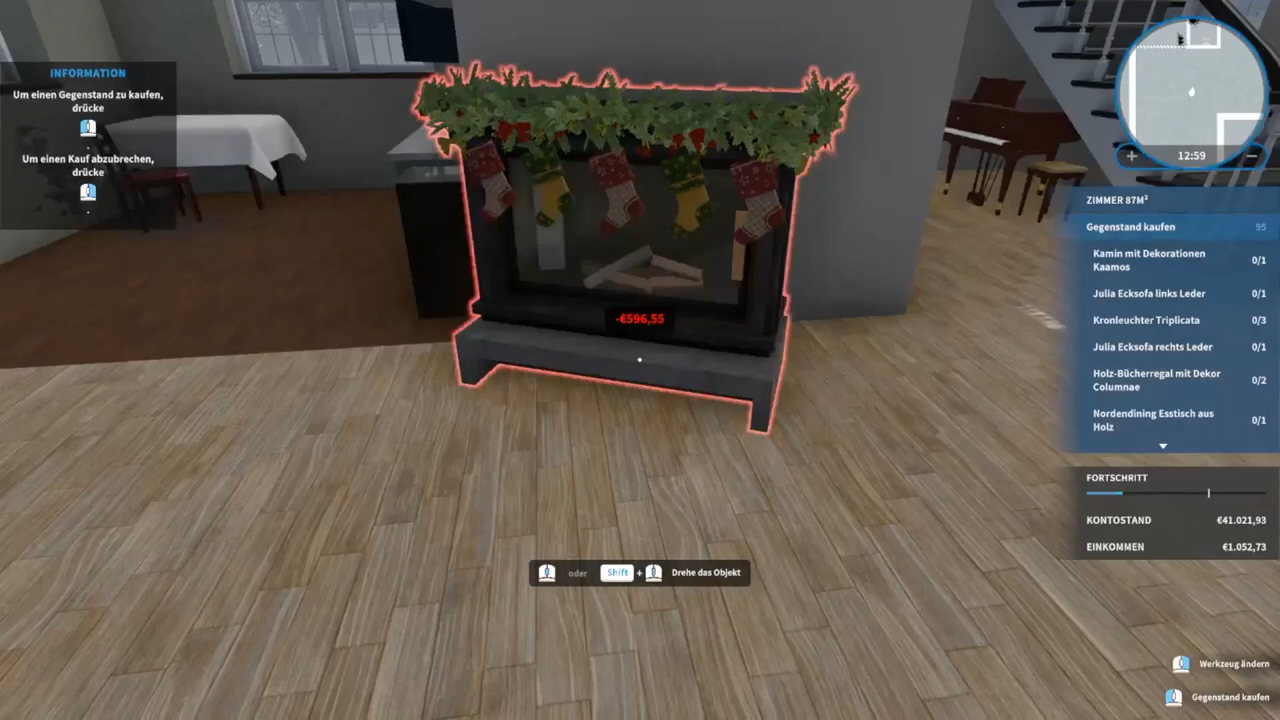 INFORMATION
Um einen Gegenstand zu kaufen,
drücke
.
Um einen Kauf abzubrechen,
drücke
.
-€596,55
oder Shift + Drehe das Objekt
+ 12:59 −
ZIMMER 87M²
Gegenstand kaufen 95
Kamin mit Dekorationen
Kaamos 0/1
Julia Ecksofa links Leder 0/1
Kronleuchter Triplicata 0/3
Julia Ecksofa rechts Leder 0/1
Holz-Bücherregal mit Dekor
Columnae 0/2
Nordendining Esstisch aus
Holz 0/1
FORTSCHRITT
KONTOSTAND €41.021,93
EINKOMMEN €1.052,73
Werkzeug ändern
Gegenstand kaufen